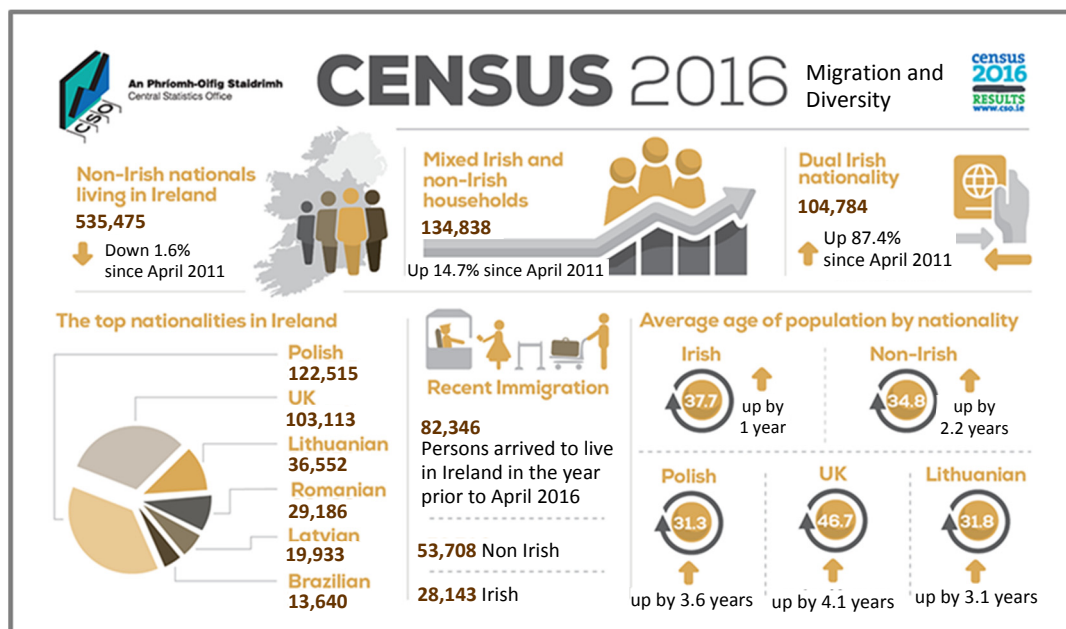 An Phríomh-Oifig Staidrimh
Central Statistics Office
CSO
CENSUS 2016
Migration and
Diversity
census
2016
RESULTS
www.cso.ie
Non-Irish nationals
living in Ireland
535,475
Down 1.6%
since April 2011
Mixed Irish and
non-Irish
households
134,838
Up 14.7% since April 2011
Dual Irish
nationality
104,784
Up 87.4%
since April 2011
The top nationalities in Ireland
Polish
122,515
UK
103,113
Lithuanian
36,552
Romanian
29,186
Latvian
19,933
Brazilian
13,640
Recent Immigration
82,346
Persons arrived to live
in Ireland in the year
prior to April 2016
53,708 Non Irish
28,143 Irish
Average age of population by nationality
Irish
37.7
up by
1 year
Non-Irish
34.8
up by
2.2 years
Polish
31.3
up by 3.6 years
UK
46.7
up by 4.1 years
Lithuanian
31.8
up by 3.1 years